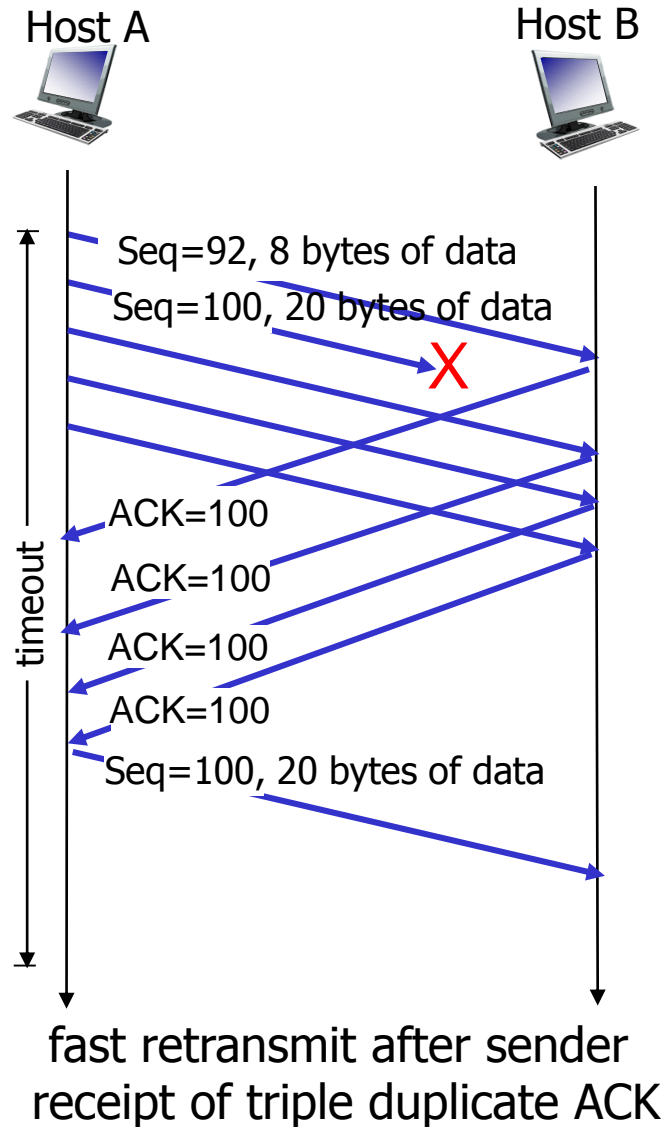 Host A
Host B
Seq=92, 8 bytes of data
Seq=100, 20 bytes of data
X
ACK=100
timeout
ACK=100
ACK=100
ACK=100
Seq=100, 20 bytes of data
fast retransmit after sender
receipt of triple duplicate ACK